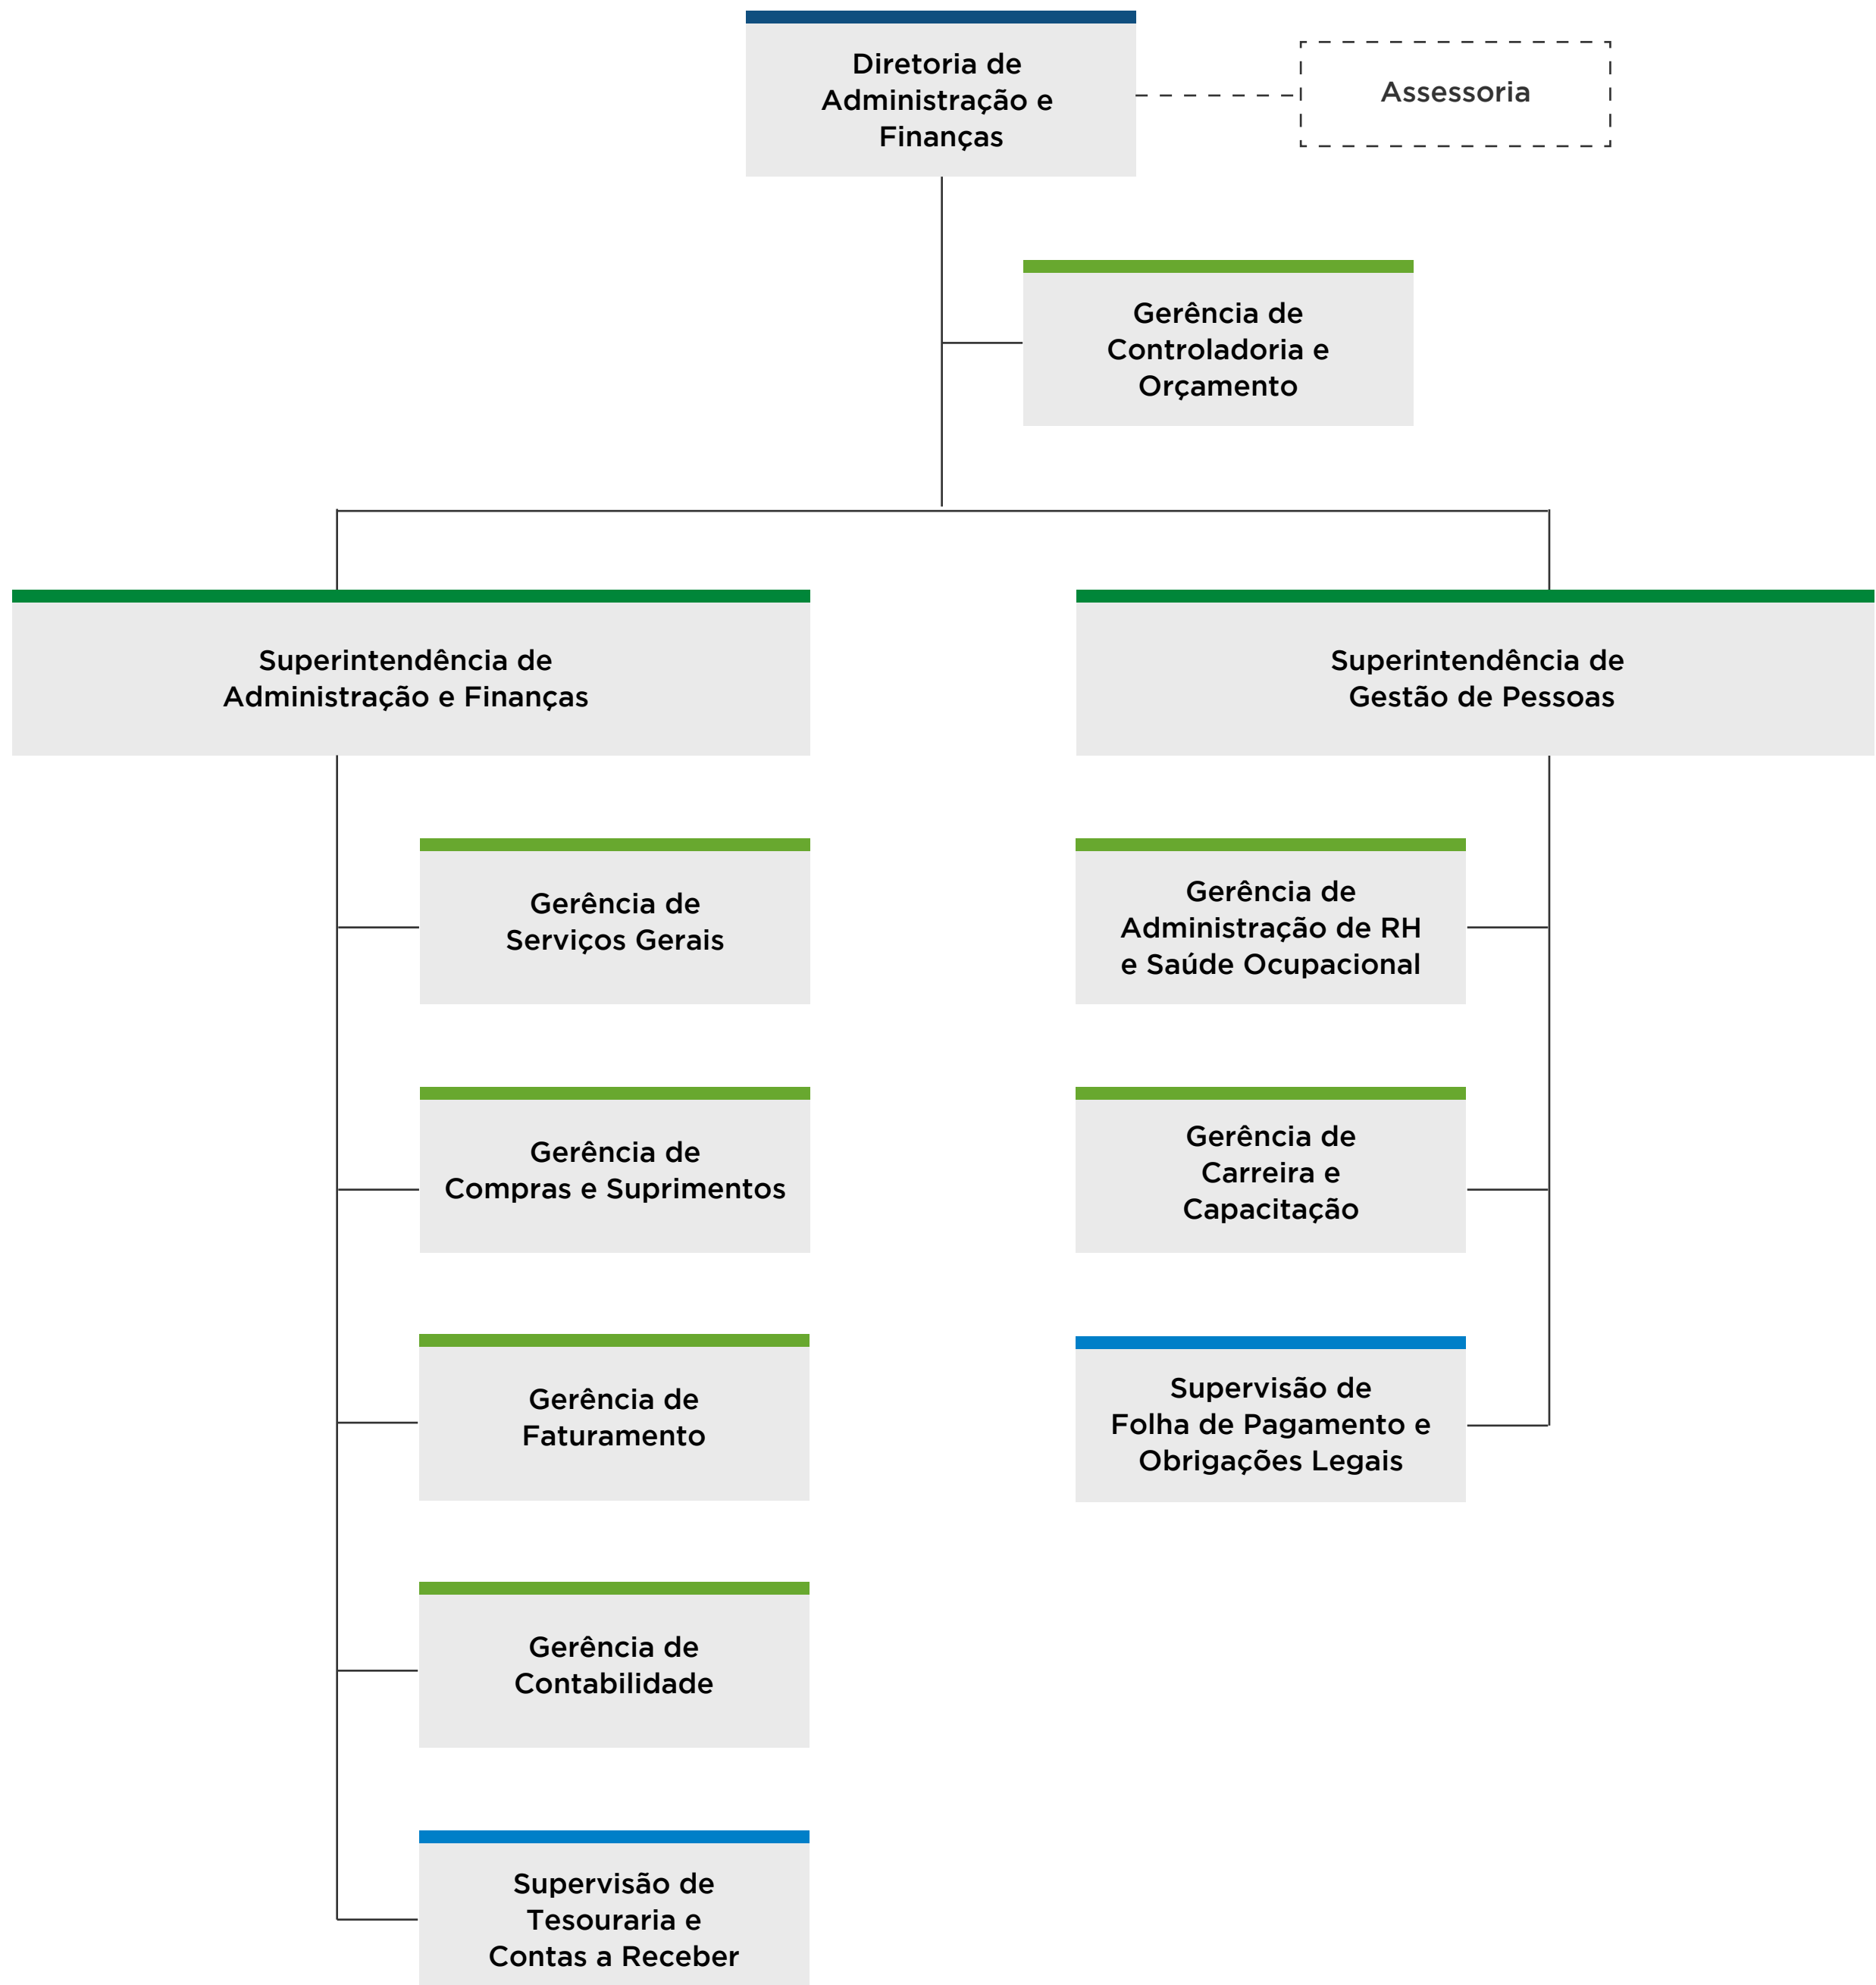 Diretoria de
Administração e
Finanças
Assessoria
Gerência de
Controladoria e
Orçamento
Superintendência de
Administração e Finanças
Superintendência de
Gestão de Pessoas
Gerência de
Serviços Gerais
Gerência de
Administração de RH
e Saúde Ocupacional
Gerência de
Compras e Suprimentos
Gerência de
Carreira e
Capacitação
Gerência de
Faturamento
Supervisão de
Folha de Pagamento e
Obrigações Legais
Gerência de
Contabilidade
Supervisão de
Tesouraria e
Contas a Receber